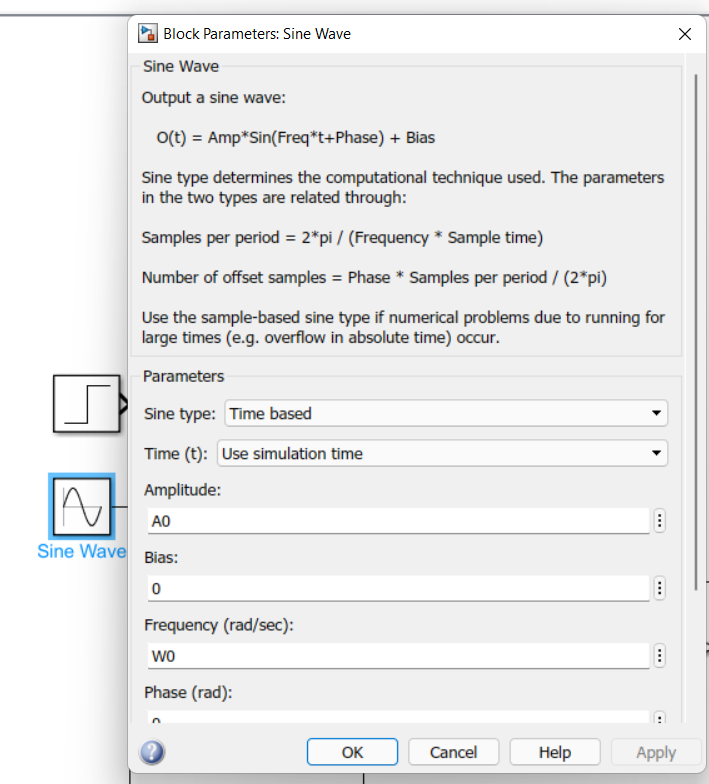 Block Parameters: Sine Wave
Sine Wave
Output a sine wave:
O(t) = Amp*Sin(Freq*t+Phase) + Bias
Sine type determines the computational technique used. The parameters
in the two types are related through:
Samples per period = 2*pi / (Frequency * Sample time)
Number of offset samples = Phase * Samples per period / (2*pi)
Use the sample-based sine type if numerical problems due to running for
large times (e.g. overflow in absolute time) occur.
Parameters
Sine type: Time based
Time (t): Use simulation time
Amplitude:
A0
Bias:
0
Frequency (rad/sec):
W0
Phase (rad):
OK Cancel Help Apply
Sine Wave